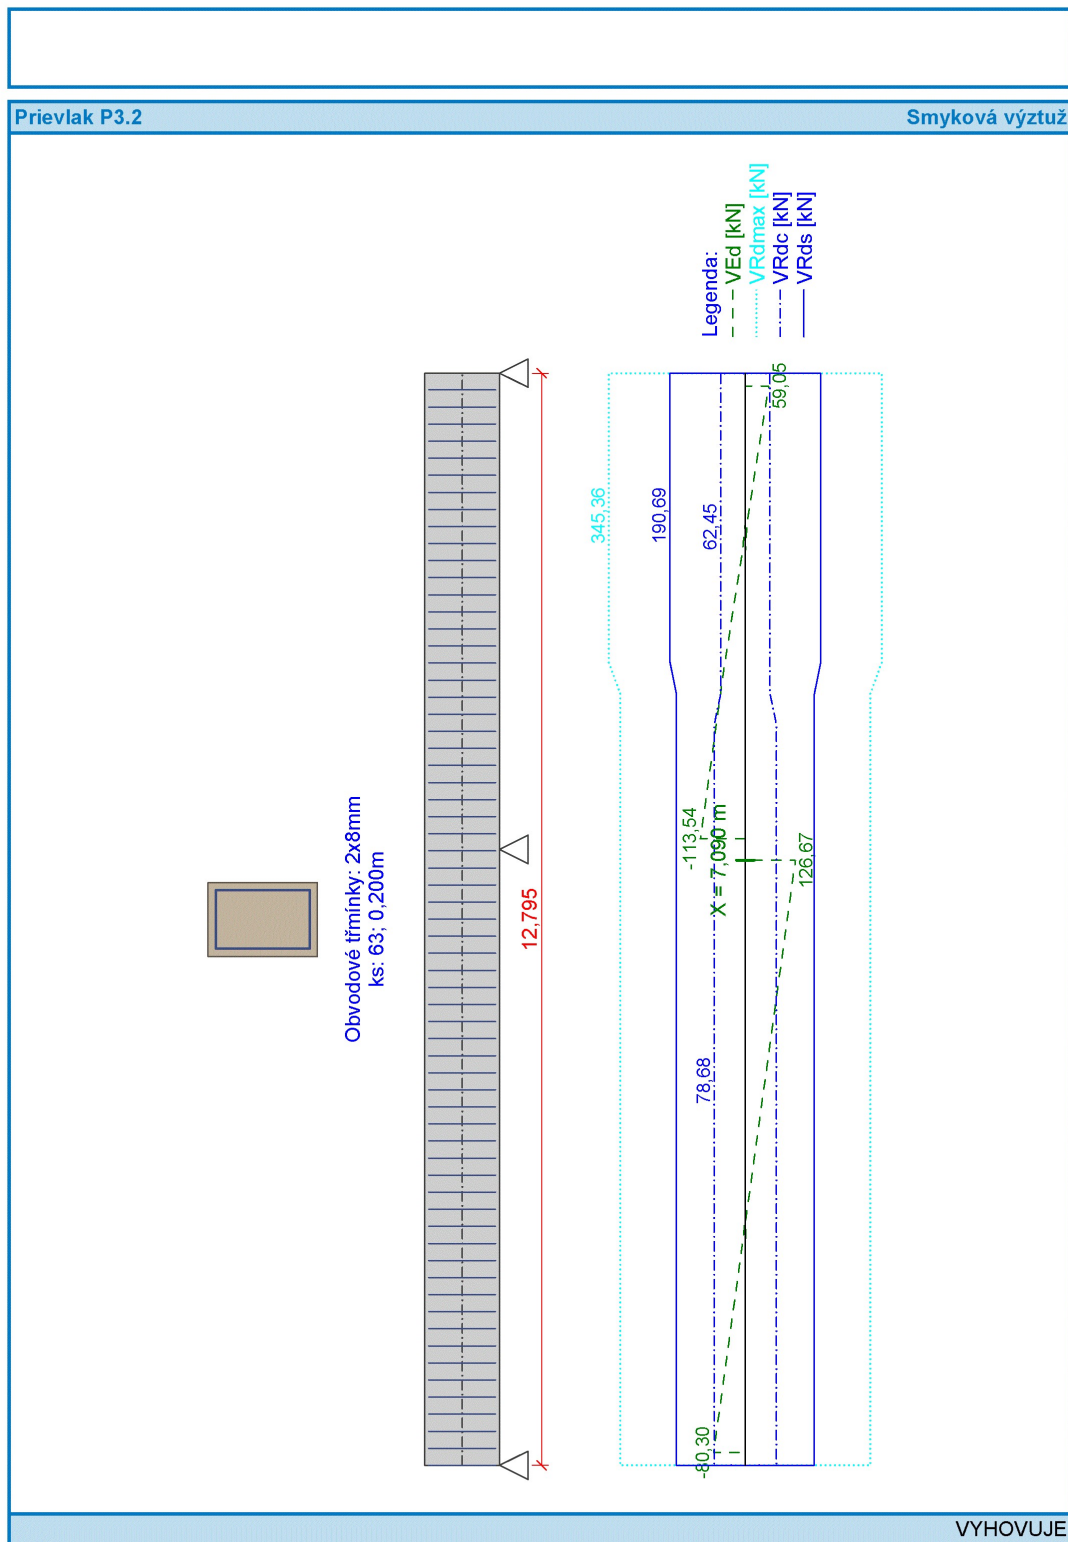 Prievlak P3.2
Smyková výztuž
Legenda:
VEd [kN]
VRdmax [kN]
VRdc [kN]
VRds [kN]
Obvodové třmínky: 2x8mm
ks: 63; 0,200m
12,795
345,36
190,69
62,45
59,05
-113,54
X = 7,090 m
126,67
78,68
-80,30
VYHOVUJE